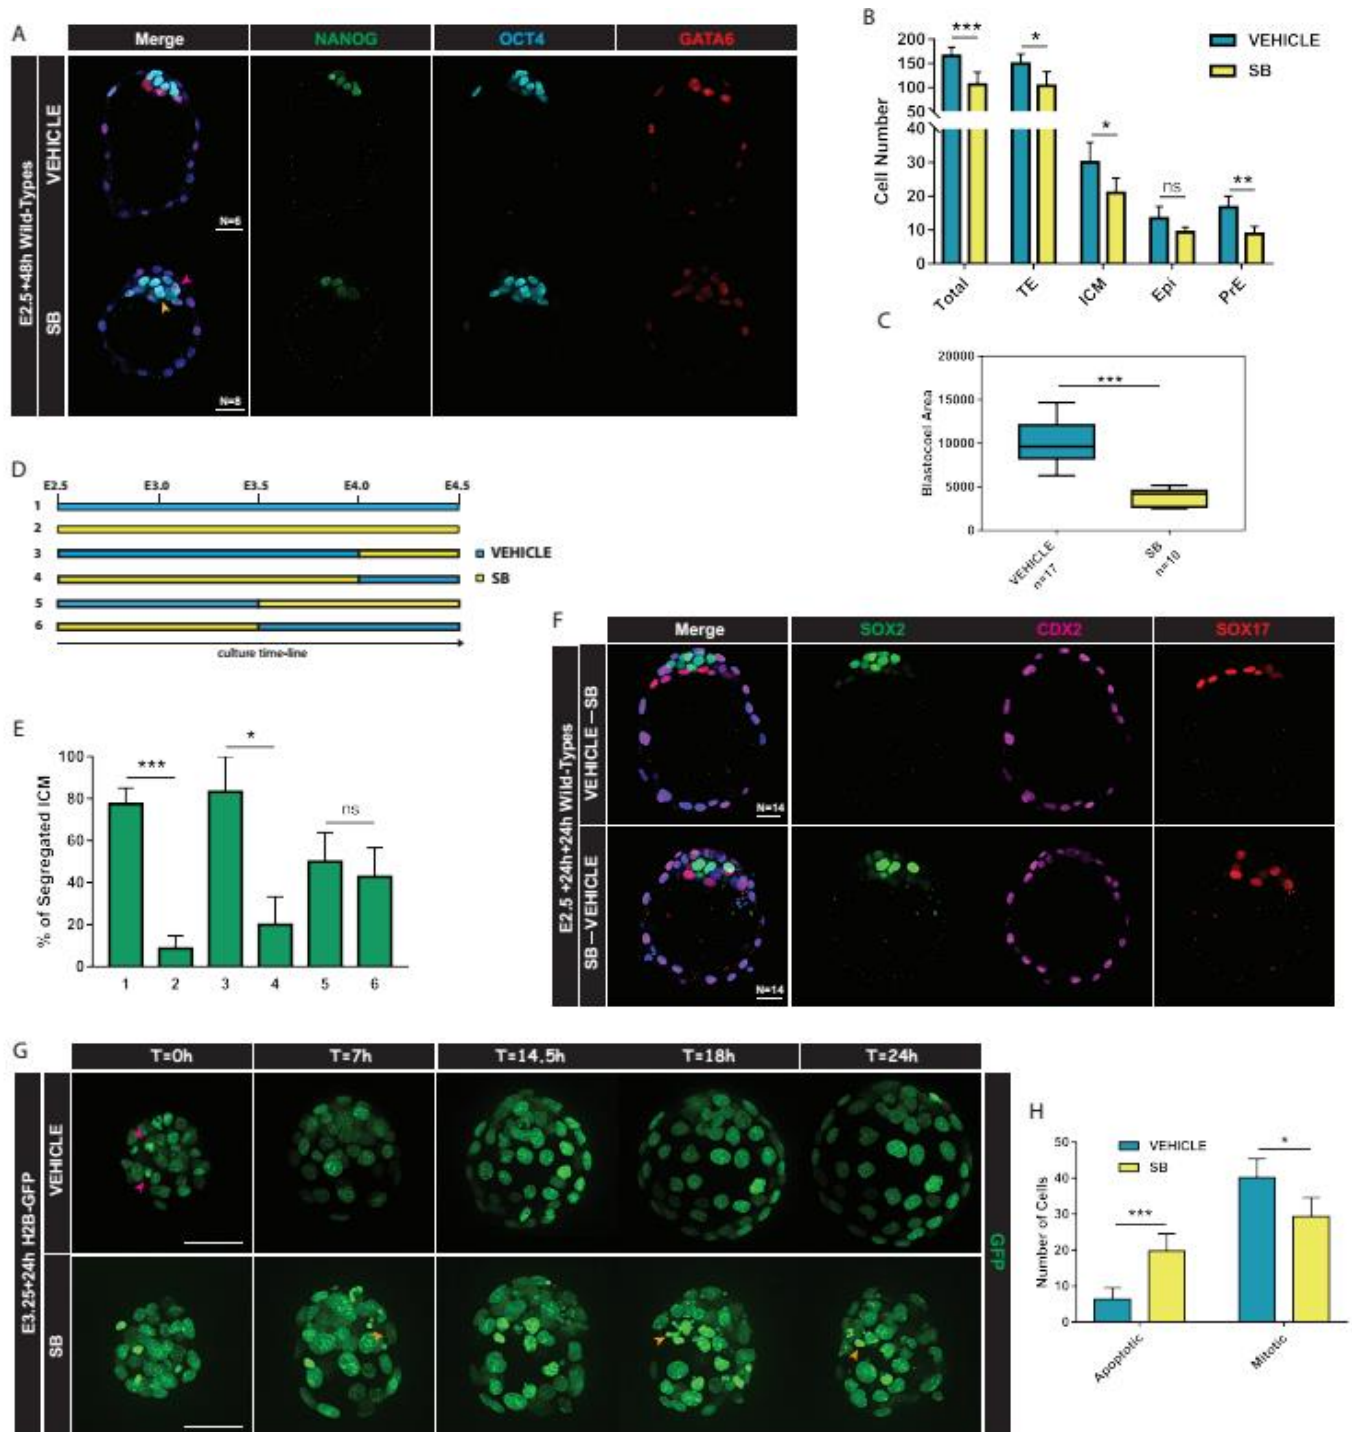 A
Merge NANOG OCT4 GATA6
E2.5+48h Wild-Types
VEHICLE
SB
N=6
N=8
B
VEHICLE
SB
Cell Number
200
150
100
50
40
30
20
10
0
*** * * ns **
Total TE ICM Epi PrE
C
Blastocoel Area
20000
15000
10000
5000
0
***
VEHICLE
n=17
SB
D
E2.5 E3.0 E3.5 E4.0 E4.5
1
2
3
4
5
6
VEHICLE
SB
culture time-line
E
% of Segregated ICM
100
80
60
40
20
0
*** * ns
1 2 3 4 5 6
F
Merge SOX2 CDX2 SOX17
E2.5 +24h+24h Wild-Types
VEHICLE—SB
SB—VEHICLE
N=14
N=14
G
T=0h T=7h T=14.5h T=18h T=24h
E3.25+24h H2B-GFP
VEHICLE
SB
GFP
H
VEHICLE
SB
Number of Cells
50
40
30
20
10
0
*** *
Apoptotic Mitotic